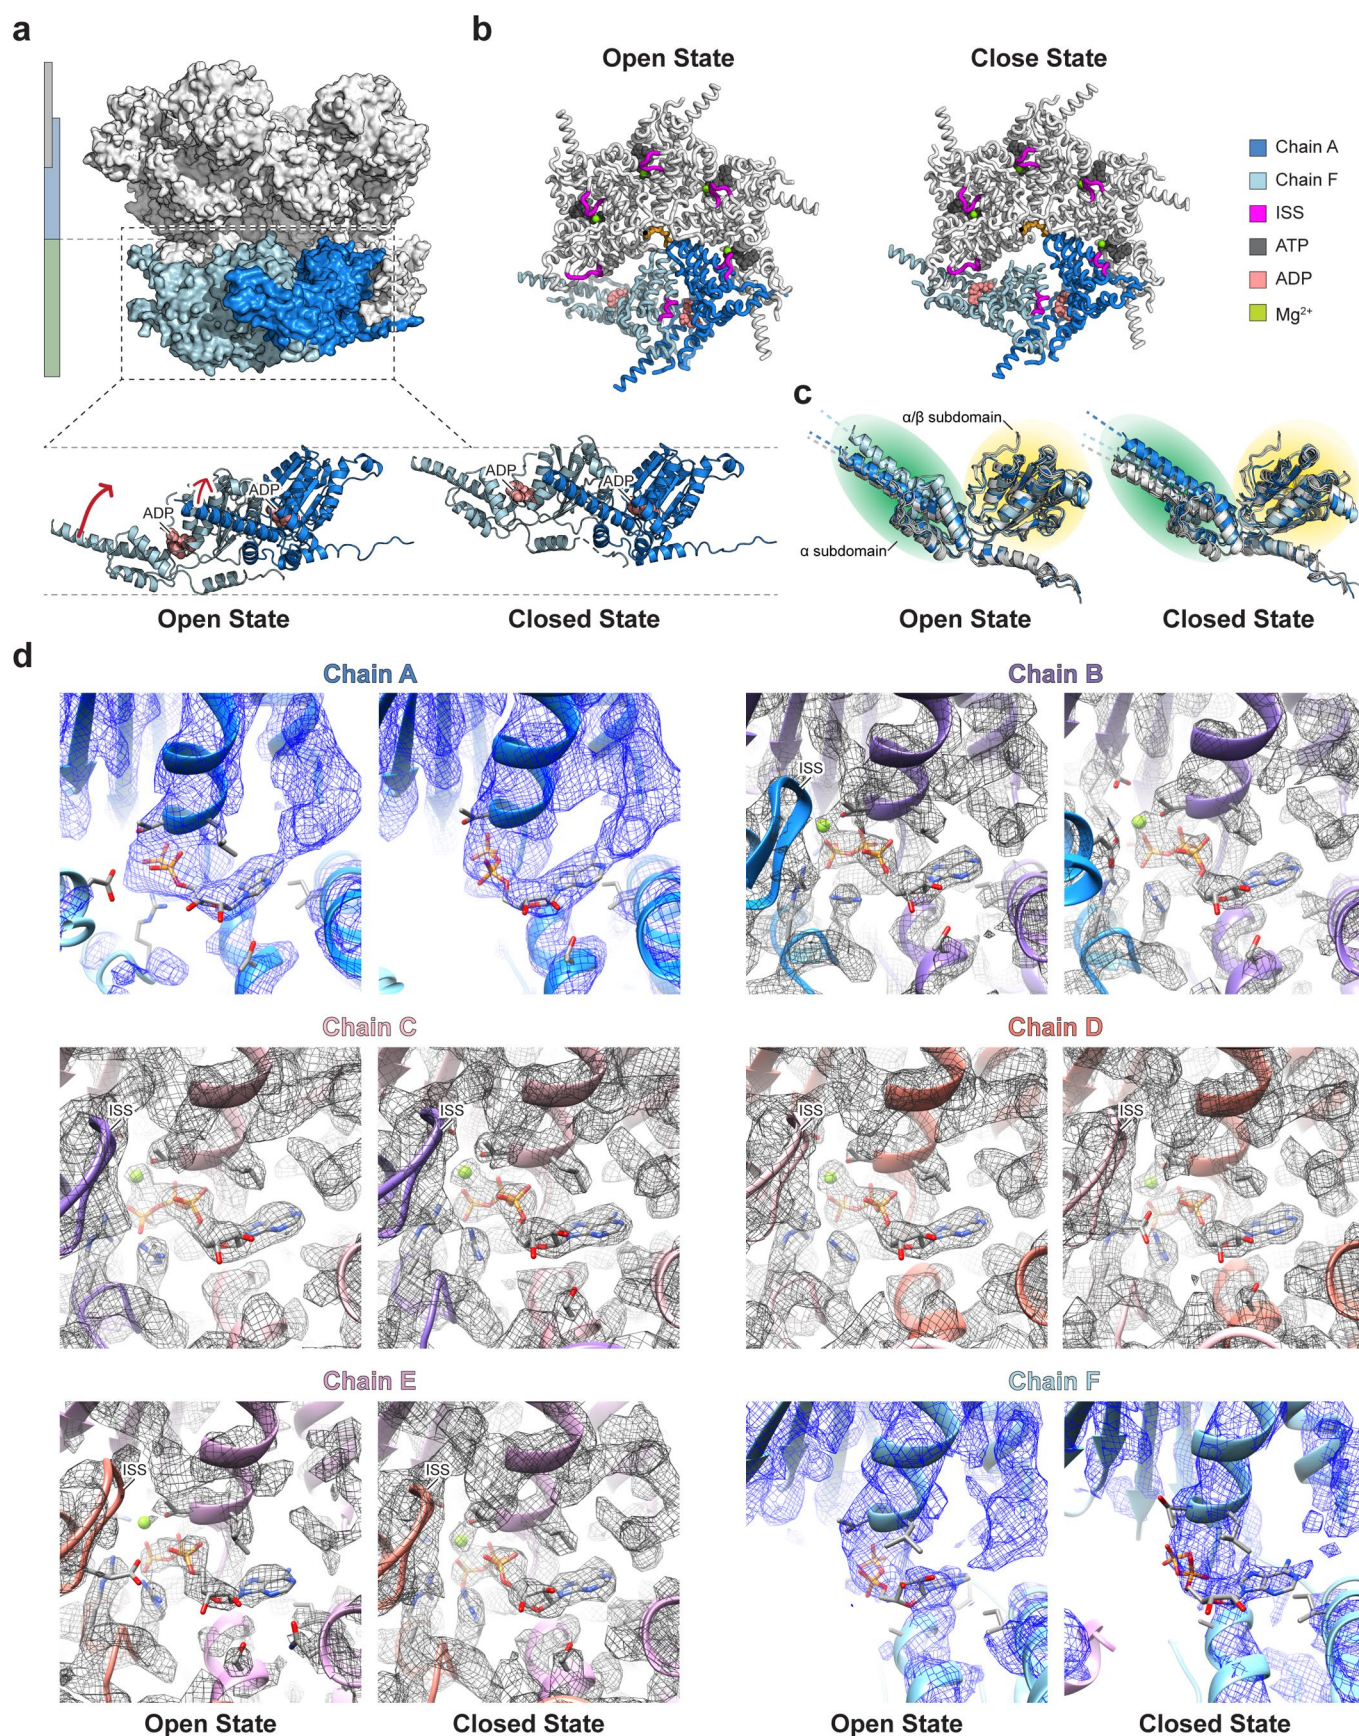 a
b
Open State
Close State
Chain A
Chain F
ISS
ATP
ADP
Mg²⁺
c
α/β subdomain
α subdomain
ADP
ADP
ADP
ADP
Open State
Closed State
Open State
Closed State
d
Chain A
Chain B
ISS
Chain C
Chain D
ISS
ISS
ISS
ISS
Chain E
Chain F
ISS
ISS
Open State
Closed State
Open State
Closed State